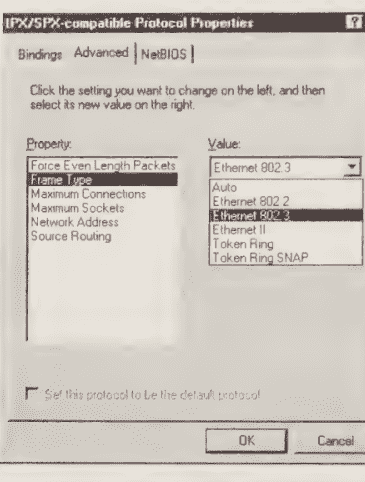 IPX/SPX-compatible Protocol Properties ?
Bindings Advanced NetBIOS
Click the setting you want to change on the left, and then
select its new value on the right.
Property:
Force Even Length Packets
Frame Type
Maximum Connections
Maximum Sockets
Network Address
Source Routing
Value:
Ethernet 802.3
Auto
Ethernet 802.2
Ethernet 802.3
Ethernet II
Token Ring
Token Ring SNAP
Set this protocol to be the default protocol
OK Cancel